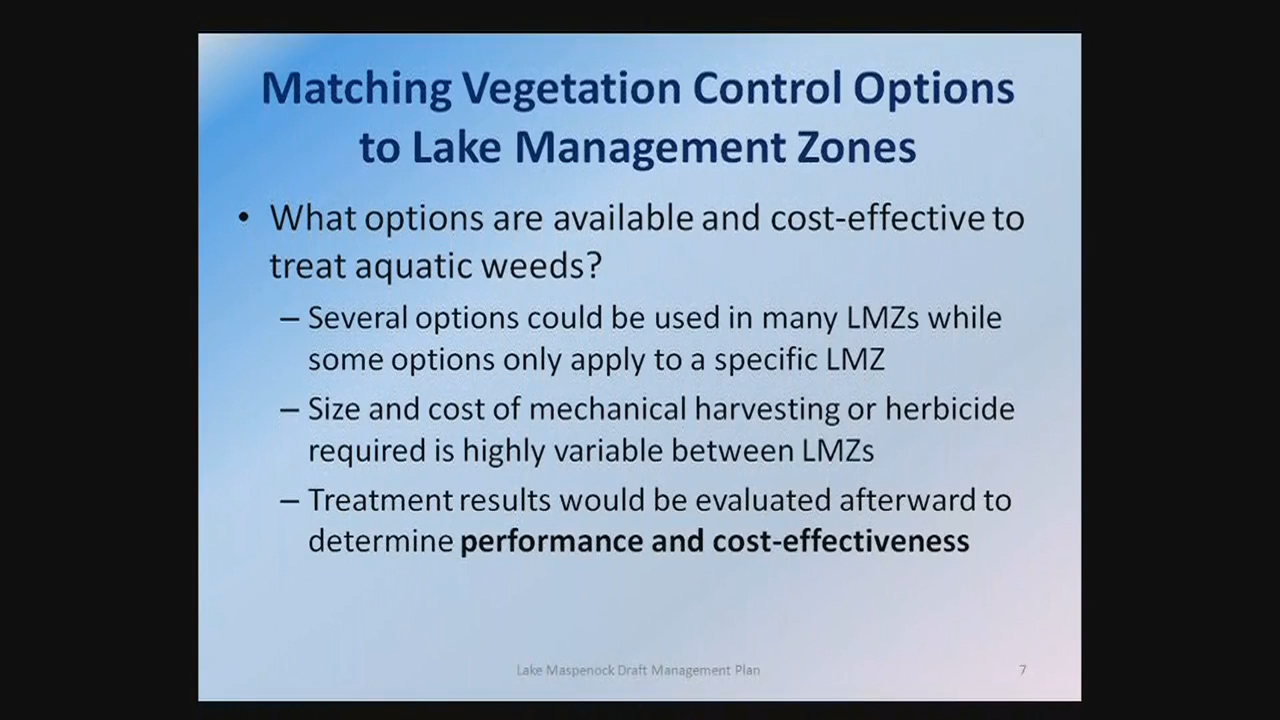 Matching Vegetation Control Options
to Lake Management Zones
• What options are available and cost-effective to
treat aquatic weeds?
– Several options could be used in many LMZs while
some options only apply to a specific LMZ
– Size and cost of mechanical harvesting or herbicide
required is highly variable between LMZs
– Treatment results would be evaluated afterward to
determine performance and cost-effectiveness
Lake Maspenock Draft Management Plan
7